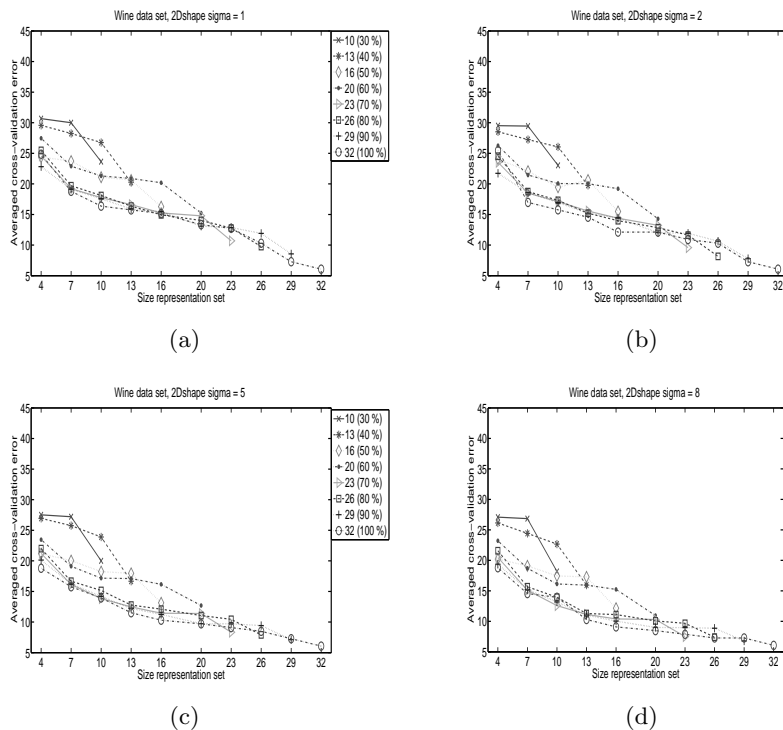 Wine data set, 2Dshape sigma = 1
Averaged cross−validation error
45
40
35
30
25
20
15
10
5
4 7 10 13 16 20 23 26 29 32
Size representation set
10 (30 %)
13 (40 %)
16 (50 %)
20 (60 %)
23 (70 %)
26 (80 %)
29 (90 %)
32 (100 %)
(a)
Wine data set, 2Dshape sigma = 2
Averaged cross−validation error
45
40
35
30
25
20
15
10
5
4 7 10 13 16 20 23 26 29 32
Size representation set
(b)
Wine data set, 2Dshape sigma = 5
Averaged cross−validation error
45
40
35
30
25
20
15
10
5
4 7 10 13 16 20 23 26 29 32
Size representation set
10 (30 %)
13 (40 %)
16 (50 %)
20 (60 %)
23 (70 %)
26 (80 %)
29 (90 %)
32 (100 %)
(c)
Wine data set, 2Dshape sigma = 8
Averaged cross−validation error
45
40
35
30
25
20
15
10
5
4 7 10 13 16 20 23 26 29 32
Size representation set
(d)